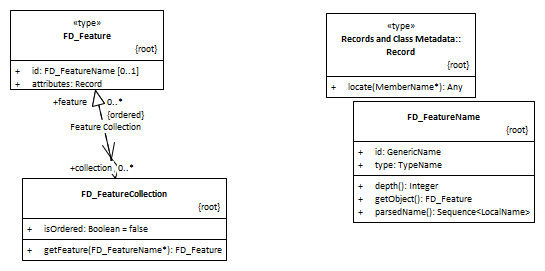 «type»
FD_Feature
{root}
+ id: FD_FeatureName [0..1]
+ attributes: Record
+feature 0..*
{ordered}
Feature Collection
+collection 0..*
FD_FeatureCollection
{root}
+ isOrdered: Boolean = false
+ getFeature(FD_FeatureName*): FD_Feature
«type»
Records and Class Metadata::
Record
{root}
+ locate(MemberName*): Any
FD_FeatureName
{root}
+ id: GenericName
+ type: TypeName
+ depth(): Integer
+ getObject(): FD_Feature
+ parsedName(): Sequence<LocalName>